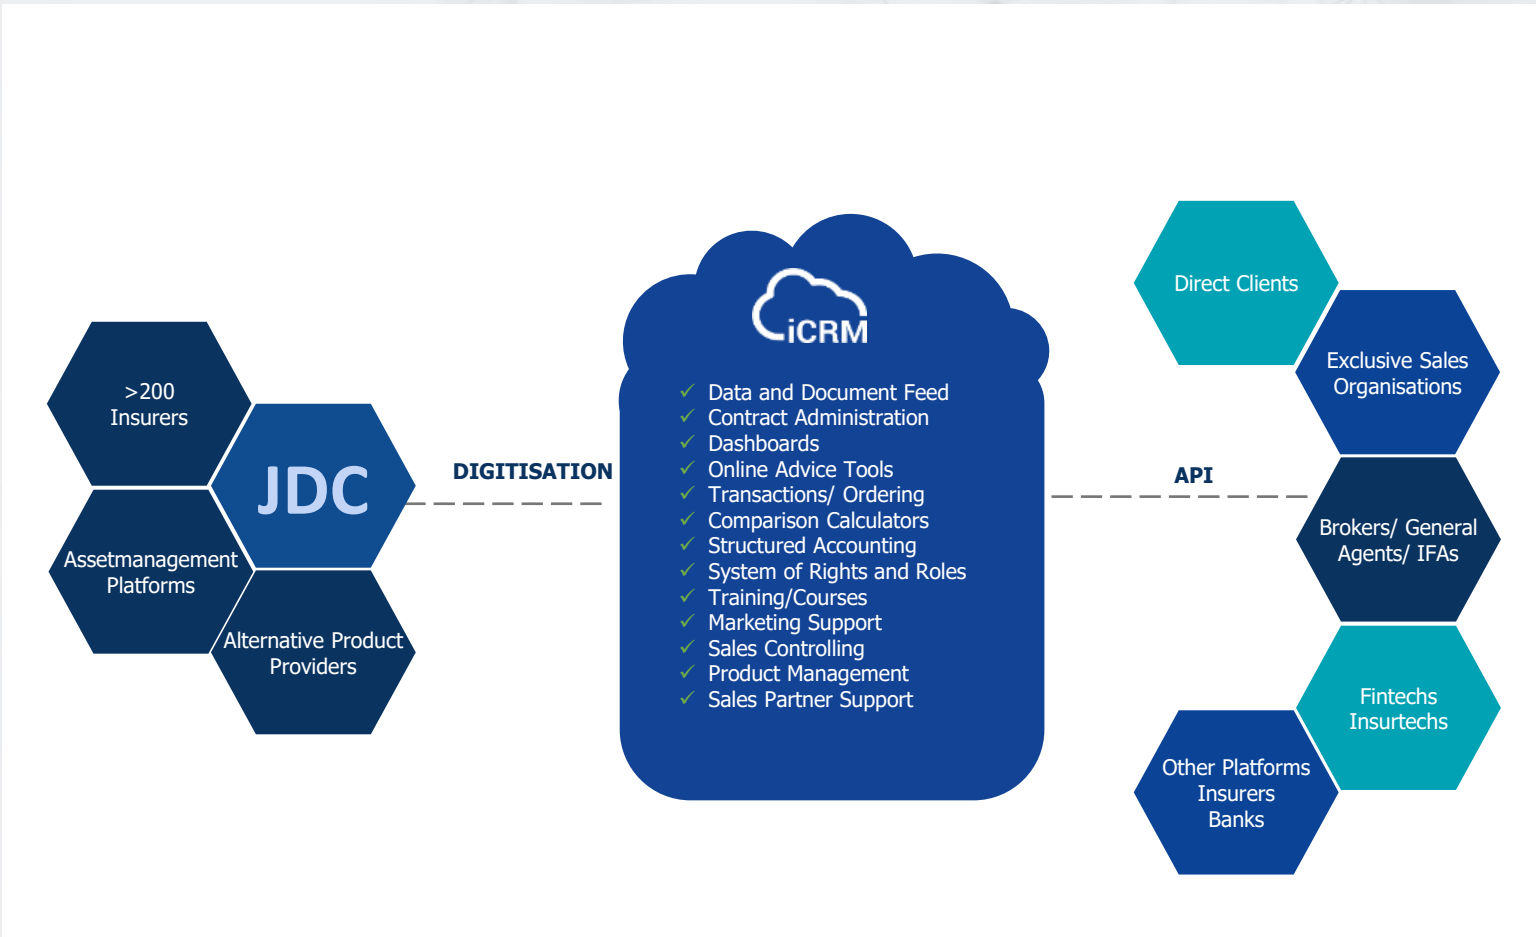 >200
Insurers
JDC
Assetmanagement
Platforms
Alternative Product
Providers
DIGITISATION
iCRM
✓ Data and Document Feed
✓ Contract Administration
✓ Dashboards
✓ Online Advice Tools
✓ Transactions/ Ordering
✓ Comparison Calculators
✓ Structured Accounting
✓ System of Rights and Roles
✓ Training/Courses
✓ Marketing Support
✓ Sales Controlling
✓ Product Management
✓ Sales Partner Support
API
Direct Clients
Exclusive Sales
Organisations
Brokers/ General
Agents/ IFAs
Fintechs
Insurtechs
Other Platforms
Insurers
Banks